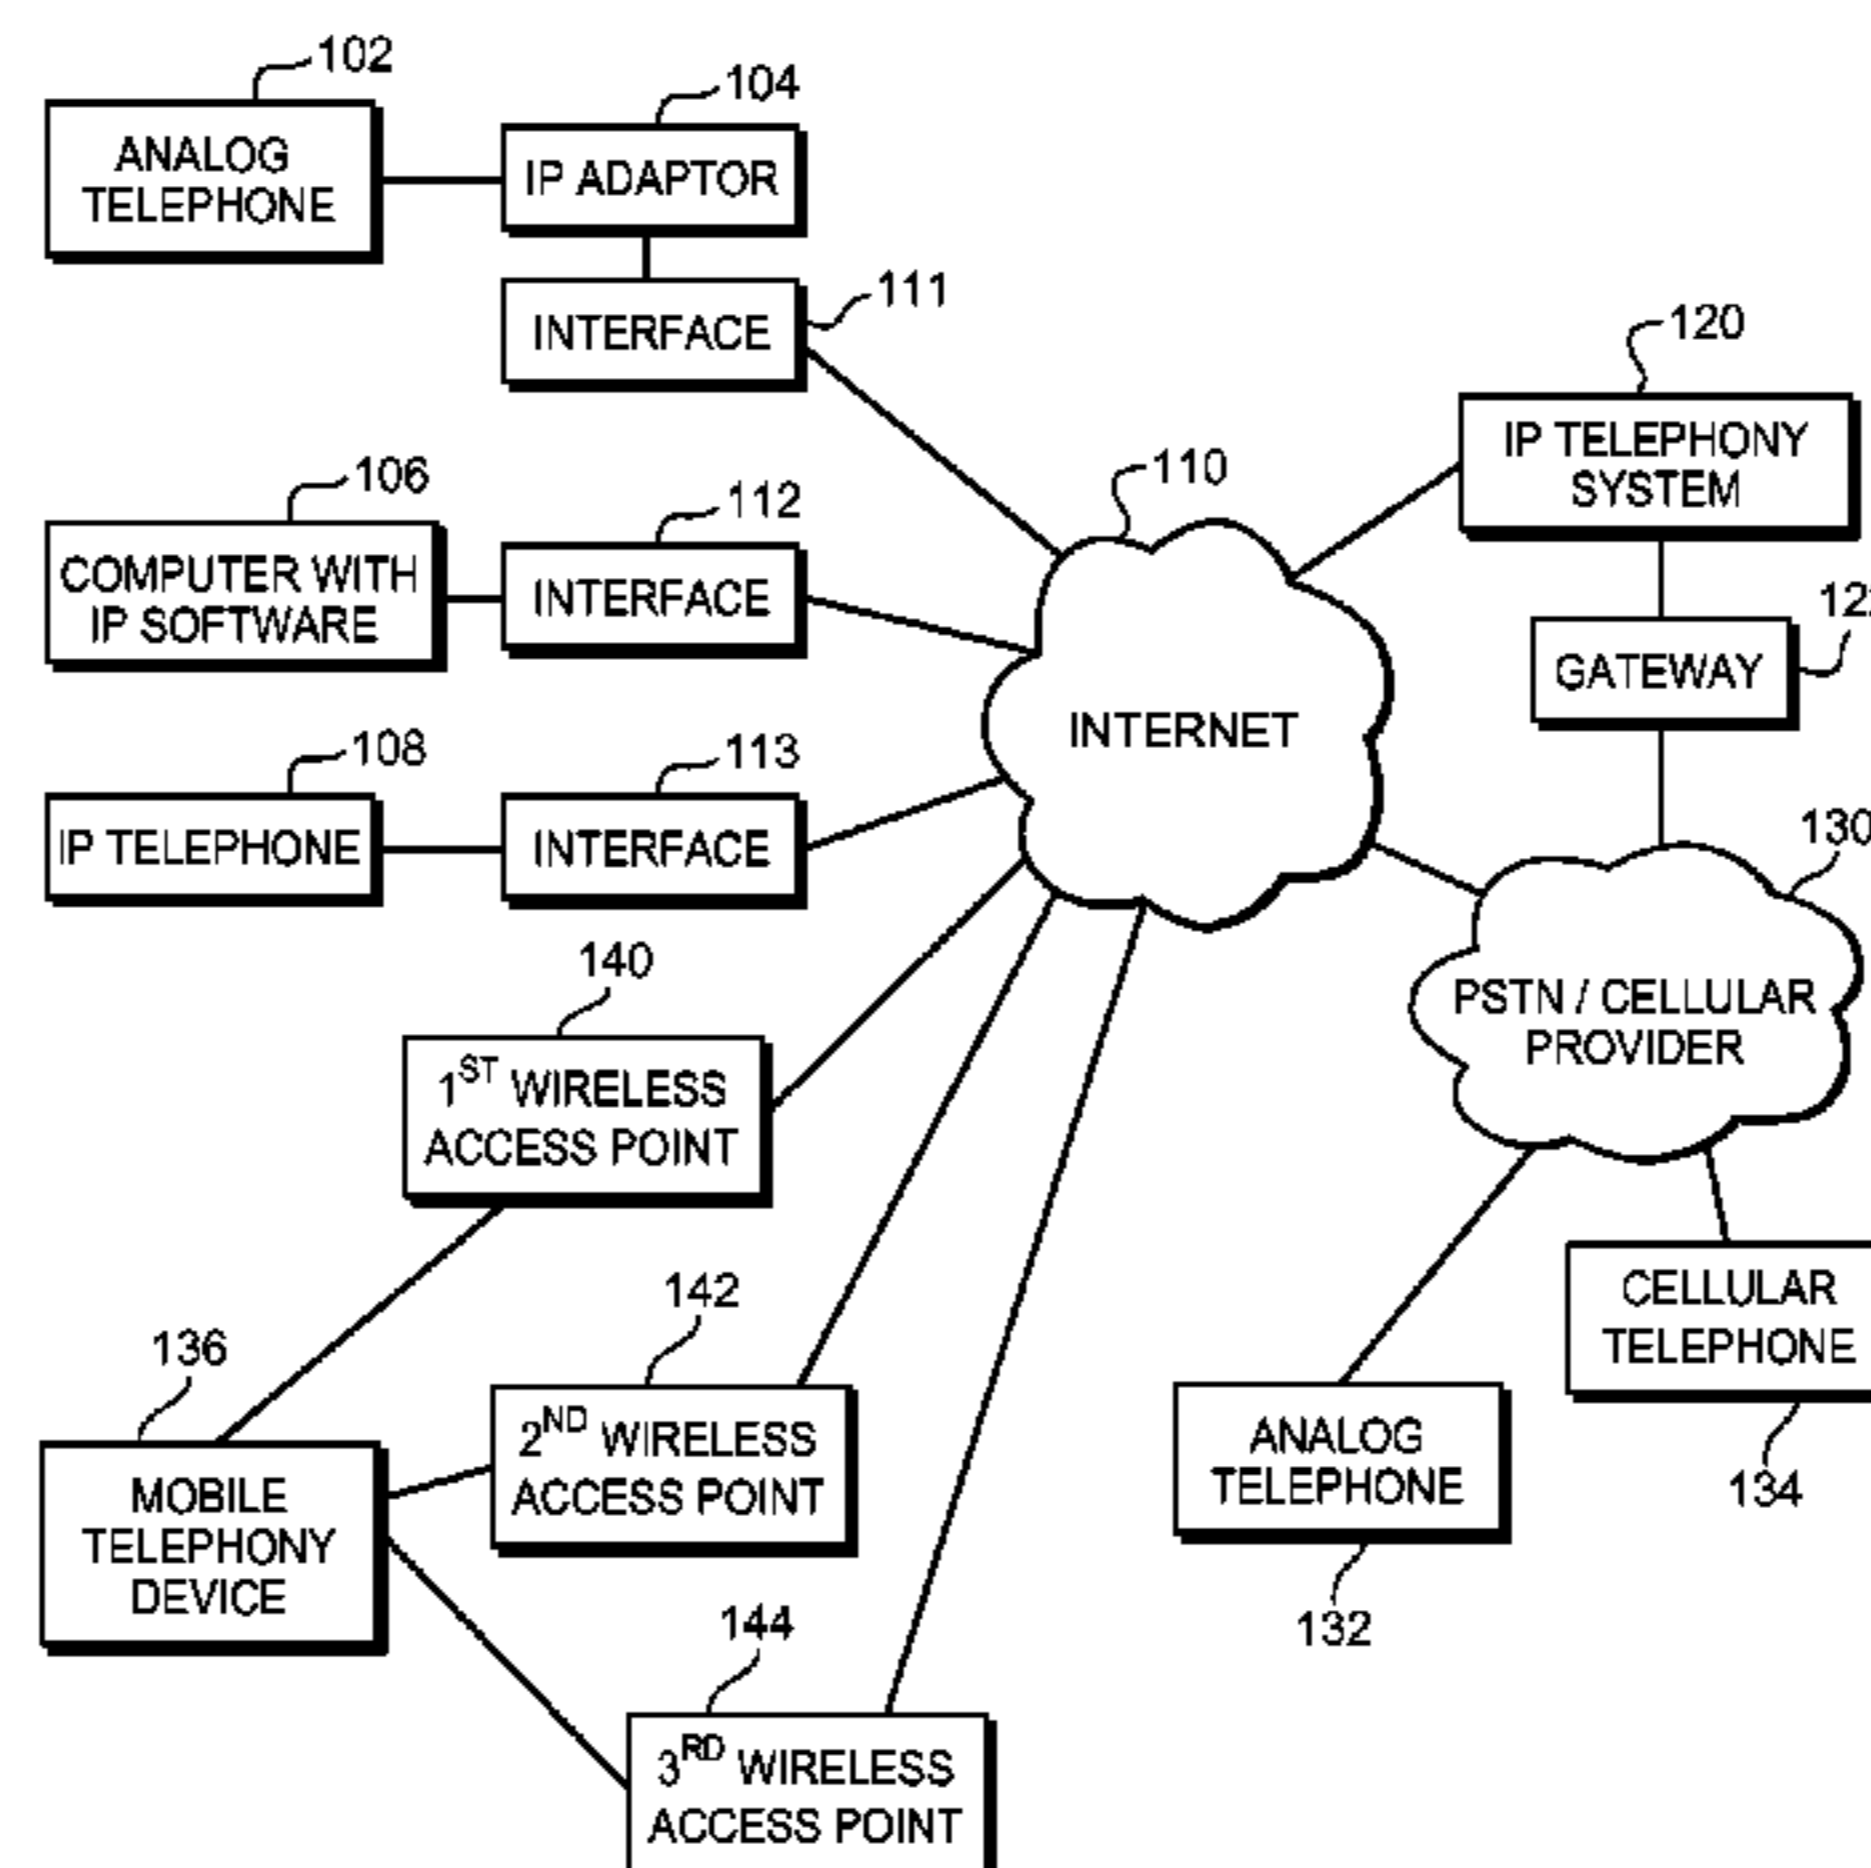 102
ANALOG
TELEPHONE
104
IP ADAPTOR
INTERFACE
111
120
IP TELEPHONY
SYSTEM
106
COMPUTER WITH
IP SOFTWARE
112
INTERFACE
110
INTERNET
GATEWAY
108
IP TELEPHONE
113
INTERFACE
130
PSTN / CELLULAR
PROVIDER
140
1ST WIRELESS
ACCESS POINT
142
2ND WIRELESS
ACCESS POINT
136
MOBILE
TELEPHONY
DEVICE
144
3RD WIRELESS
ACCESS POINT
CELLULAR
TELEPHONE
134
ANALOG
TELEPHONE
132